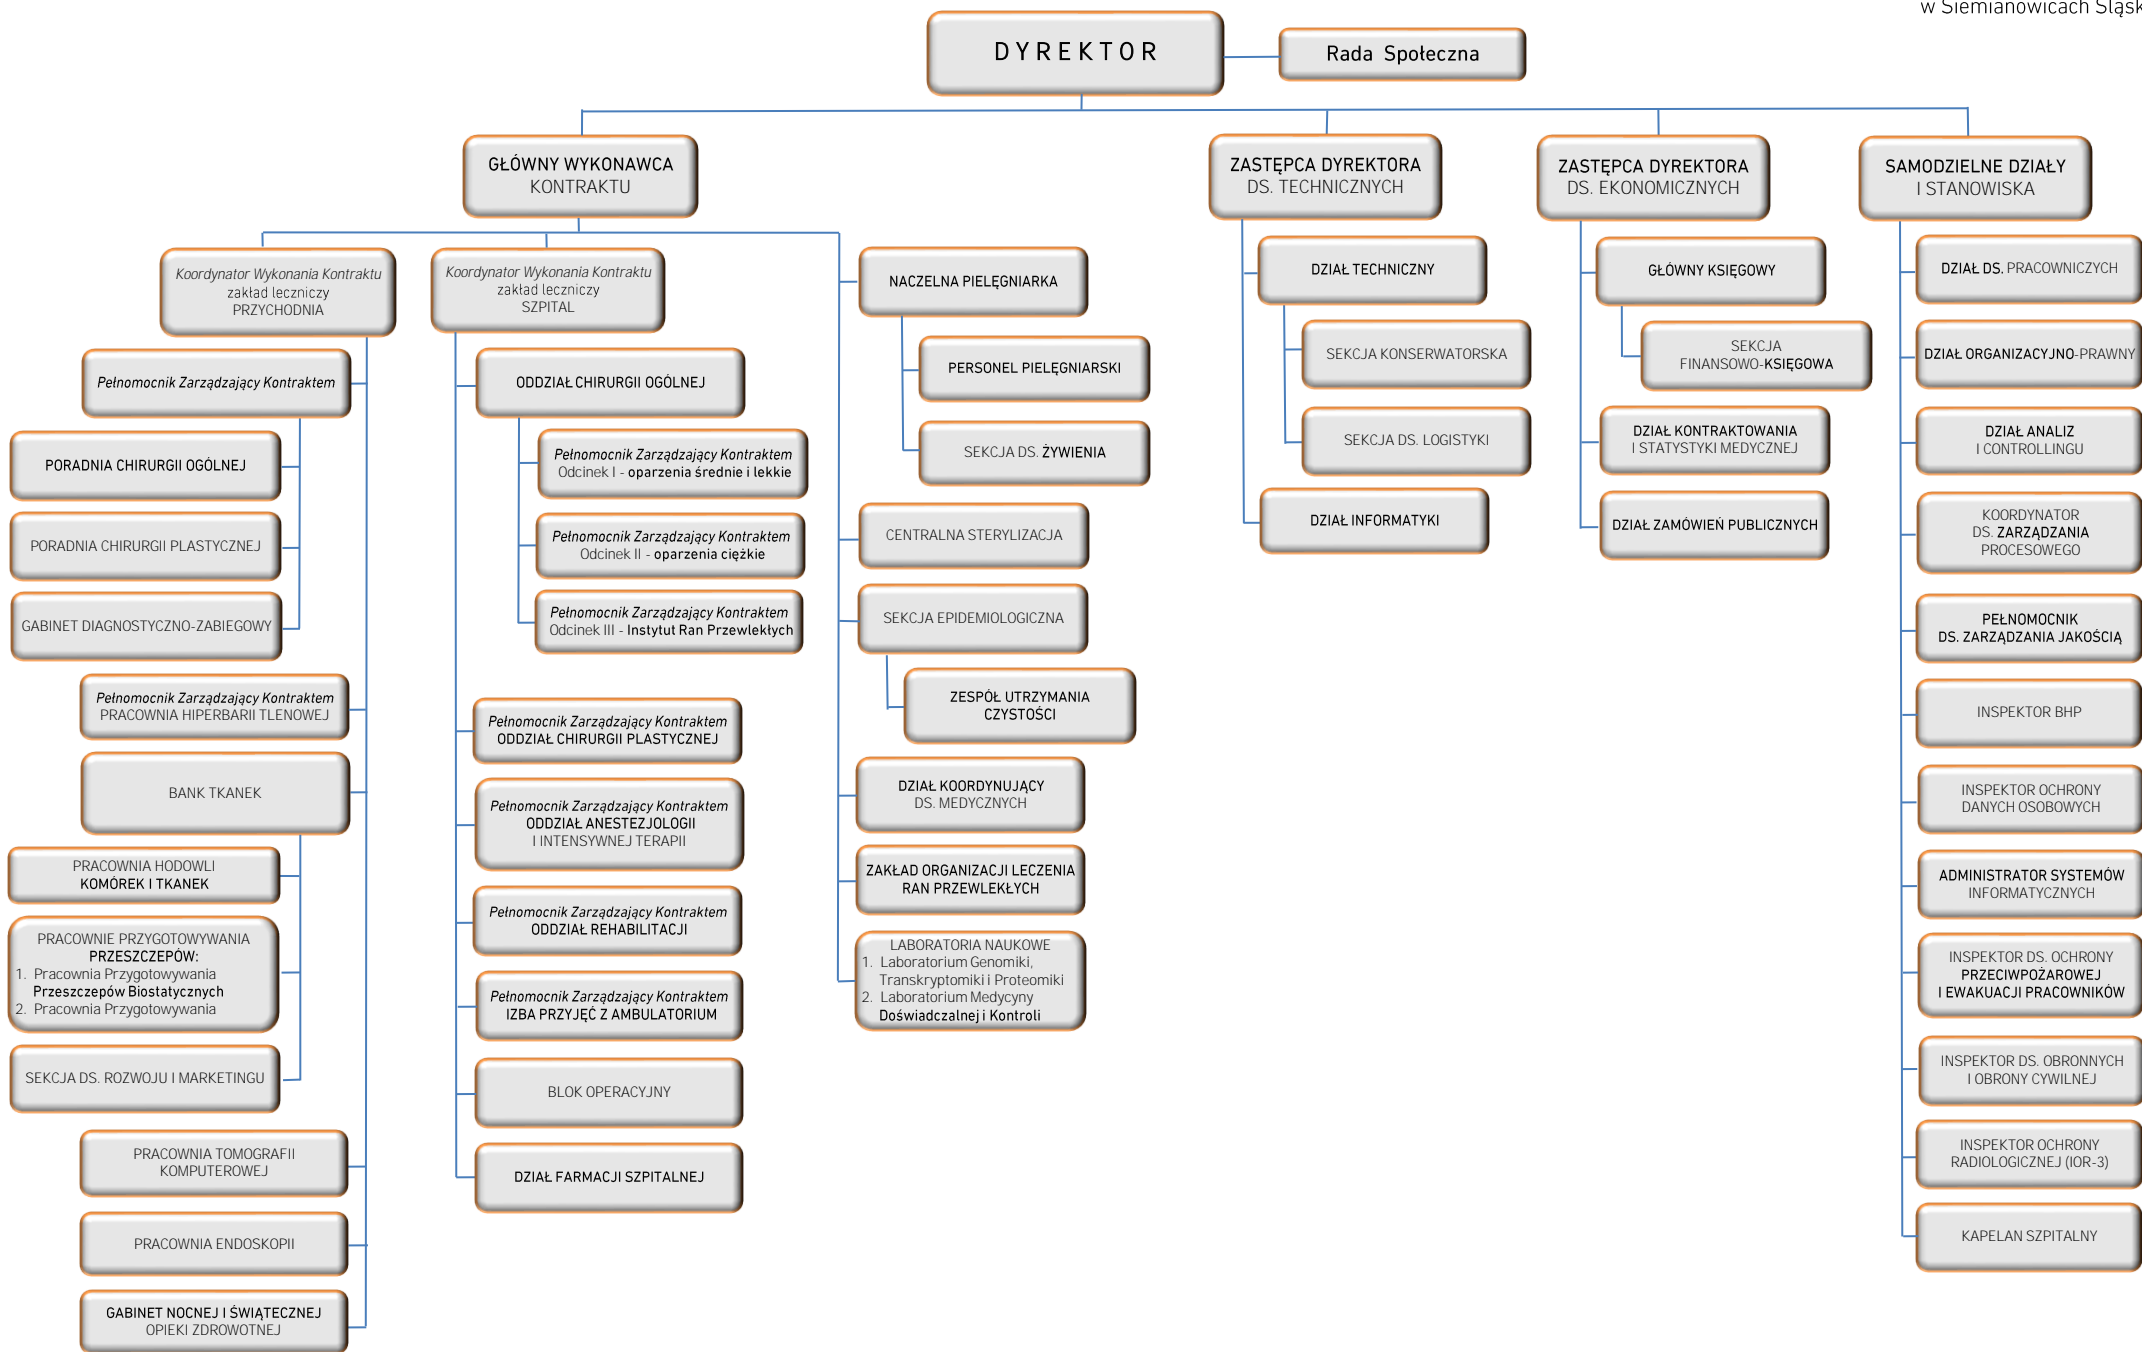 w Siemianowicach Śląsk
DYREKTOR
Rada Społeczna
GŁÓWNY WYKONAWCA
KONTRAKTU
ZASTĘPCA DYREKTORA
DS. TECHNICZNYCH
ZASTĘPCA DYREKTORA
DS. EKONOMICZNYCH
SAMODZIELNE DZIAŁY
I STANOWISKA
Koordynator Wykonania Kontraktu
zakład leczniczy
PRZYCHODNIA
Pełnomocnik Zarządzający Kontraktem
PORADNIA CHIRURGII OGÓLNEJ
PORADNIA CHIRURGII PLASTYCZNEJ
GABINET DIAGNOSTYCZNO-ZABIEGOWY
Pełnomocnik Zarządzający Kontraktem
PRACOWNIA HIPERBARII TLENOWEJ
BANK TKANEK
PRACOWNIA HODOWLI
KOMÓREK I TKANEK
PRACOWNIE PRZYGOTOWYWANIA
PRZESZCZEPÓW:
1. Pracownia Przygotowywania
Przeszczepów Biostatycznych
2. Pracownia Przygotowywania
SEKCJA DS. ROZWOJU I MARKETINGU
PRACOWNIA TOMOGRAFII
KOMPUTEROWEJ
PRACOWNIA ENDOSKOPII
GABINET NOCNEJ I ŚWIĄTECZNEJ
OPIEKI ZDROWOTNEJ
Koordynator Wykonania Kontraktu
zakład leczniczy
SZPITAL
ODDZIAŁ CHIRURGII OGÓLNEJ
Pełnomocnik Zarządzający Kontraktem
Odcinek I - oparzenia średnie i lekkie
Pełnomocnik Zarządzający Kontraktem
Odcinek II - oparzenia ciężkie
Pełnomocnik Zarządzający Kontraktem
Odcinek III - Instytut Ran Przewlekłych
Pełnomocnik Zarządzający Kontraktem
ODDZIAŁ CHIRURGII PLASTYCZNEJ
Pełnomocnik Zarządzający Kontraktem
ODDZIAŁ ANESTEZJOLOGII
I INTENSYWNEJ TERAPII
Pełnomocnik Zarządzający Kontraktem
ODDZIAŁ REHABILITACJI
Pełnomocnik Zarządzający Kontraktem
IZBA PRZYJĘĆ Z AMBULATORIUM
BLOK OPERACYJNY
DZIAŁ FARMACJI SZPITALNEJ
NACZELNA PIELĘGNIARKA
PERSONEL PIELĘGNIARSKI
SEKCJA DS. ŻYWIENIA
CENTRALNA STERYLIZACJA
SEKCJA EPIDEMIOLOGICZNA
ZESPÓŁ UTRZYMANIA
CZYSTOŚCI
DZIAŁ KOORDYNUJĄCY
DS. MEDYCZNYCH
ZAKŁAD ORGANIZACJI LECZENIA
RAN PRZEWLEKŁYCH
LABORATORIA NAUKOWE
1. Laboratorium Genomiki,
Transkryptomiki i Proteomiki
2. Laboratorium Medycyny
Doświadczalnej i Kontroli
DZIAŁ TECHNICZNY
SEKCJA KONSERWATORSKA
SEKCJA DS. LOGISTYKI
DZIAŁ INFORMATYKI
GŁÓWNY KSIĘGOWY
SEKCJA
FINANSOWO-KSIĘGOWA
DZIAŁ KONTRAKTOWANIA
I STATYSTYKI MEDYCZNEJ
DZIAŁ ZAMÓWIEŃ PUBLICZNYCH
DZIAŁ DS. PRACOWNICZYCH
DZIAŁ ORGANIZACYJNO-PRAWNY
DZIAŁ ANALIZ
I CONTROLLINGU
KOORDYNATOR
DS. ZARZĄDZANIA
PROCESOWEGO
PEŁNOMOCNIK
DS. ZARZĄDZANIA JAKOŚCIĄ
INSPEKTOR BHP
INSPEKTOR OCHRONY
DANYCH OSOBOWYCH
ADMINISTRATOR SYSTEMÓW
INFORMATYCZNYCH
INSPEKTOR DS. OCHRONY
PRZECIWPOŻAROWEJ
I EWAKUACJI PRACOWNIKÓW
INSPEKTOR DS. OBRONNYCH
I OBRONY CYWILNEJ
INSPEKTOR OCHRONY
RADIOLOGICZNEJ (IOR-3)
KAPELAN SZPITALNY